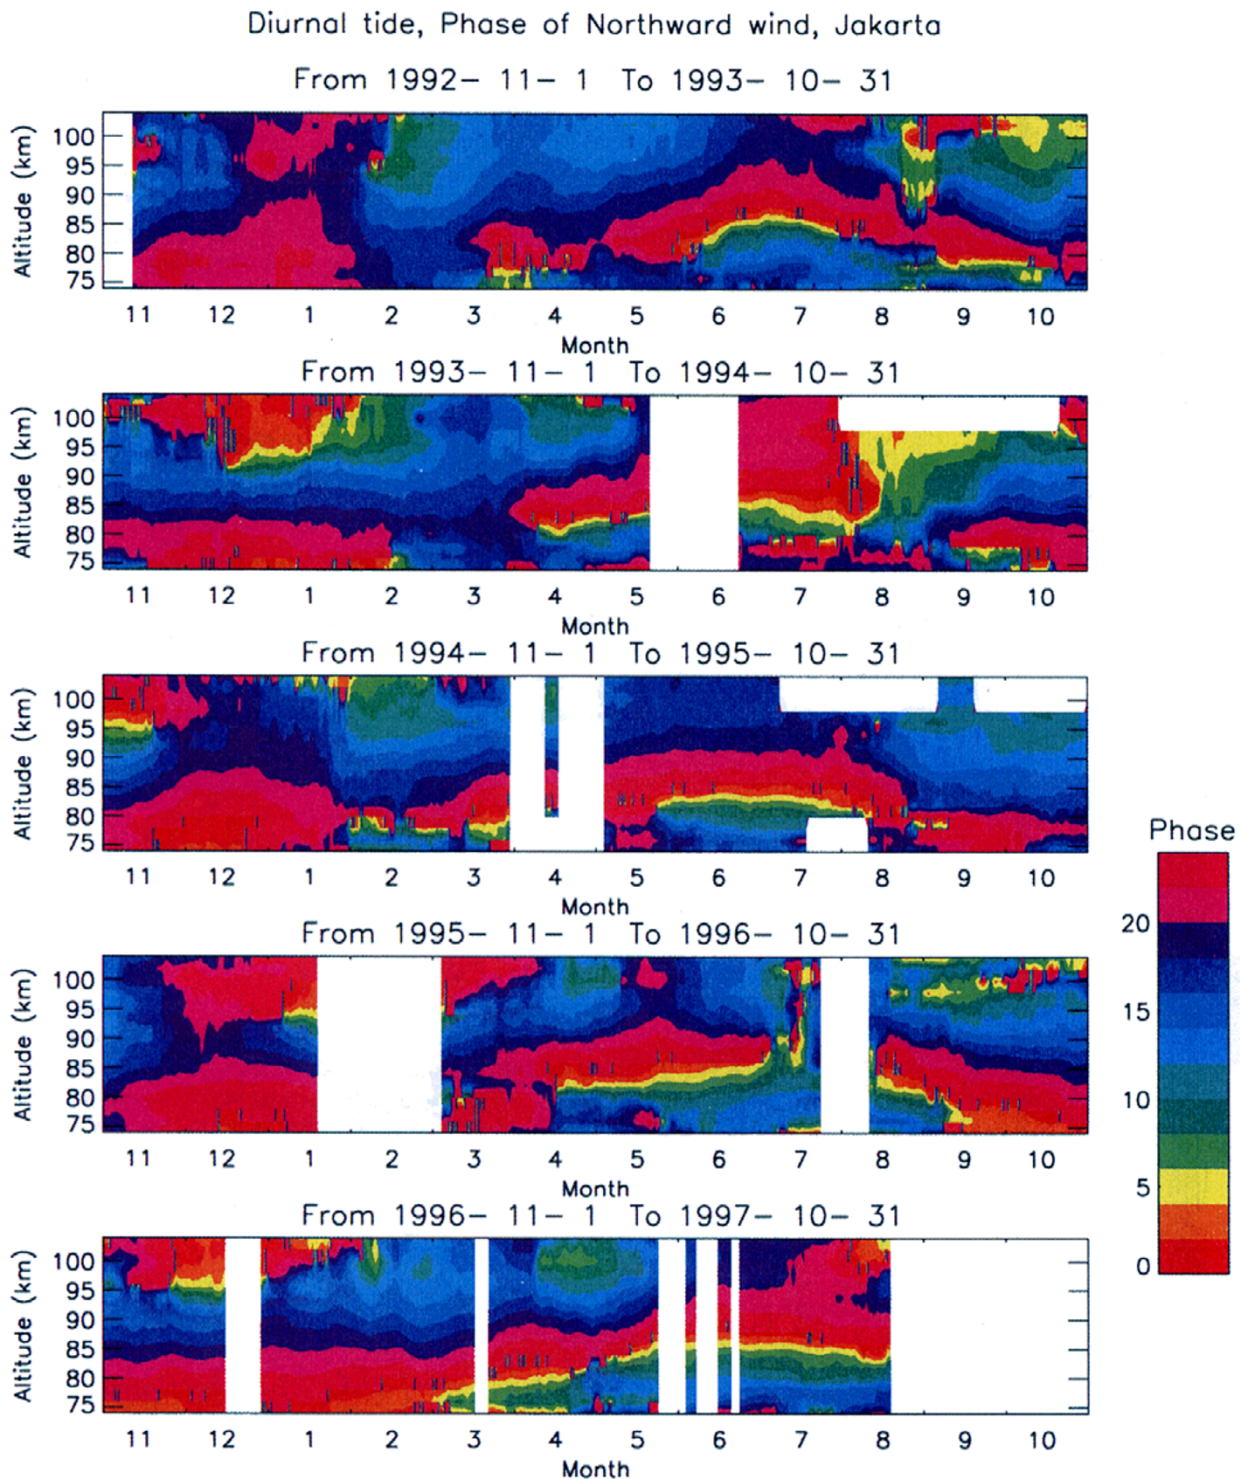 Diurnal tide, Phase of Northward wind, Jakarta
From 1992- 11- 1 To 1993- 10- 31
Altitude (km)
100
95
90
85
80
75
11 12 1 2 3 4 5 6 7 8 9 10
Month
From 1993- 11- 1 To 1994- 10- 31
Altitude (km)
100
95
90
85
80
75
11 12 1 2 3 4 5 6 7 8 9 10
Month
From 1994- 11- 1 To 1995- 10- 31
Altitude (km)
100
95
90
85
80
75
11 12 1 2 3 4 5 6 7 8 9 10
Month
From 1995- 11- 1 To 1996- 10- 31
Altitude (km)
100
95
90
85
80
75
11 12 1 2 3 4 5 6 7 8 9 10
Month
From 1996- 11- 1 To 1997- 10- 31
Altitude (km)
100
95
90
85
80
75
11 12 1 2 3 4 5 6 7 8 9 10
Month
Phase
20
15
10
5
0